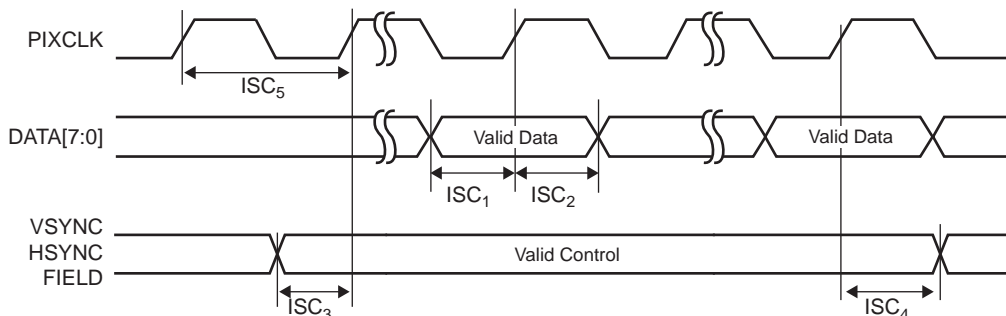 PIXCLK
ISC5
DATA[7:0]
Valid Data
Valid Data
ISC1
ISC2
VSYNC
HSYNC
FIELD
Valid Control
ISC3
ISC4